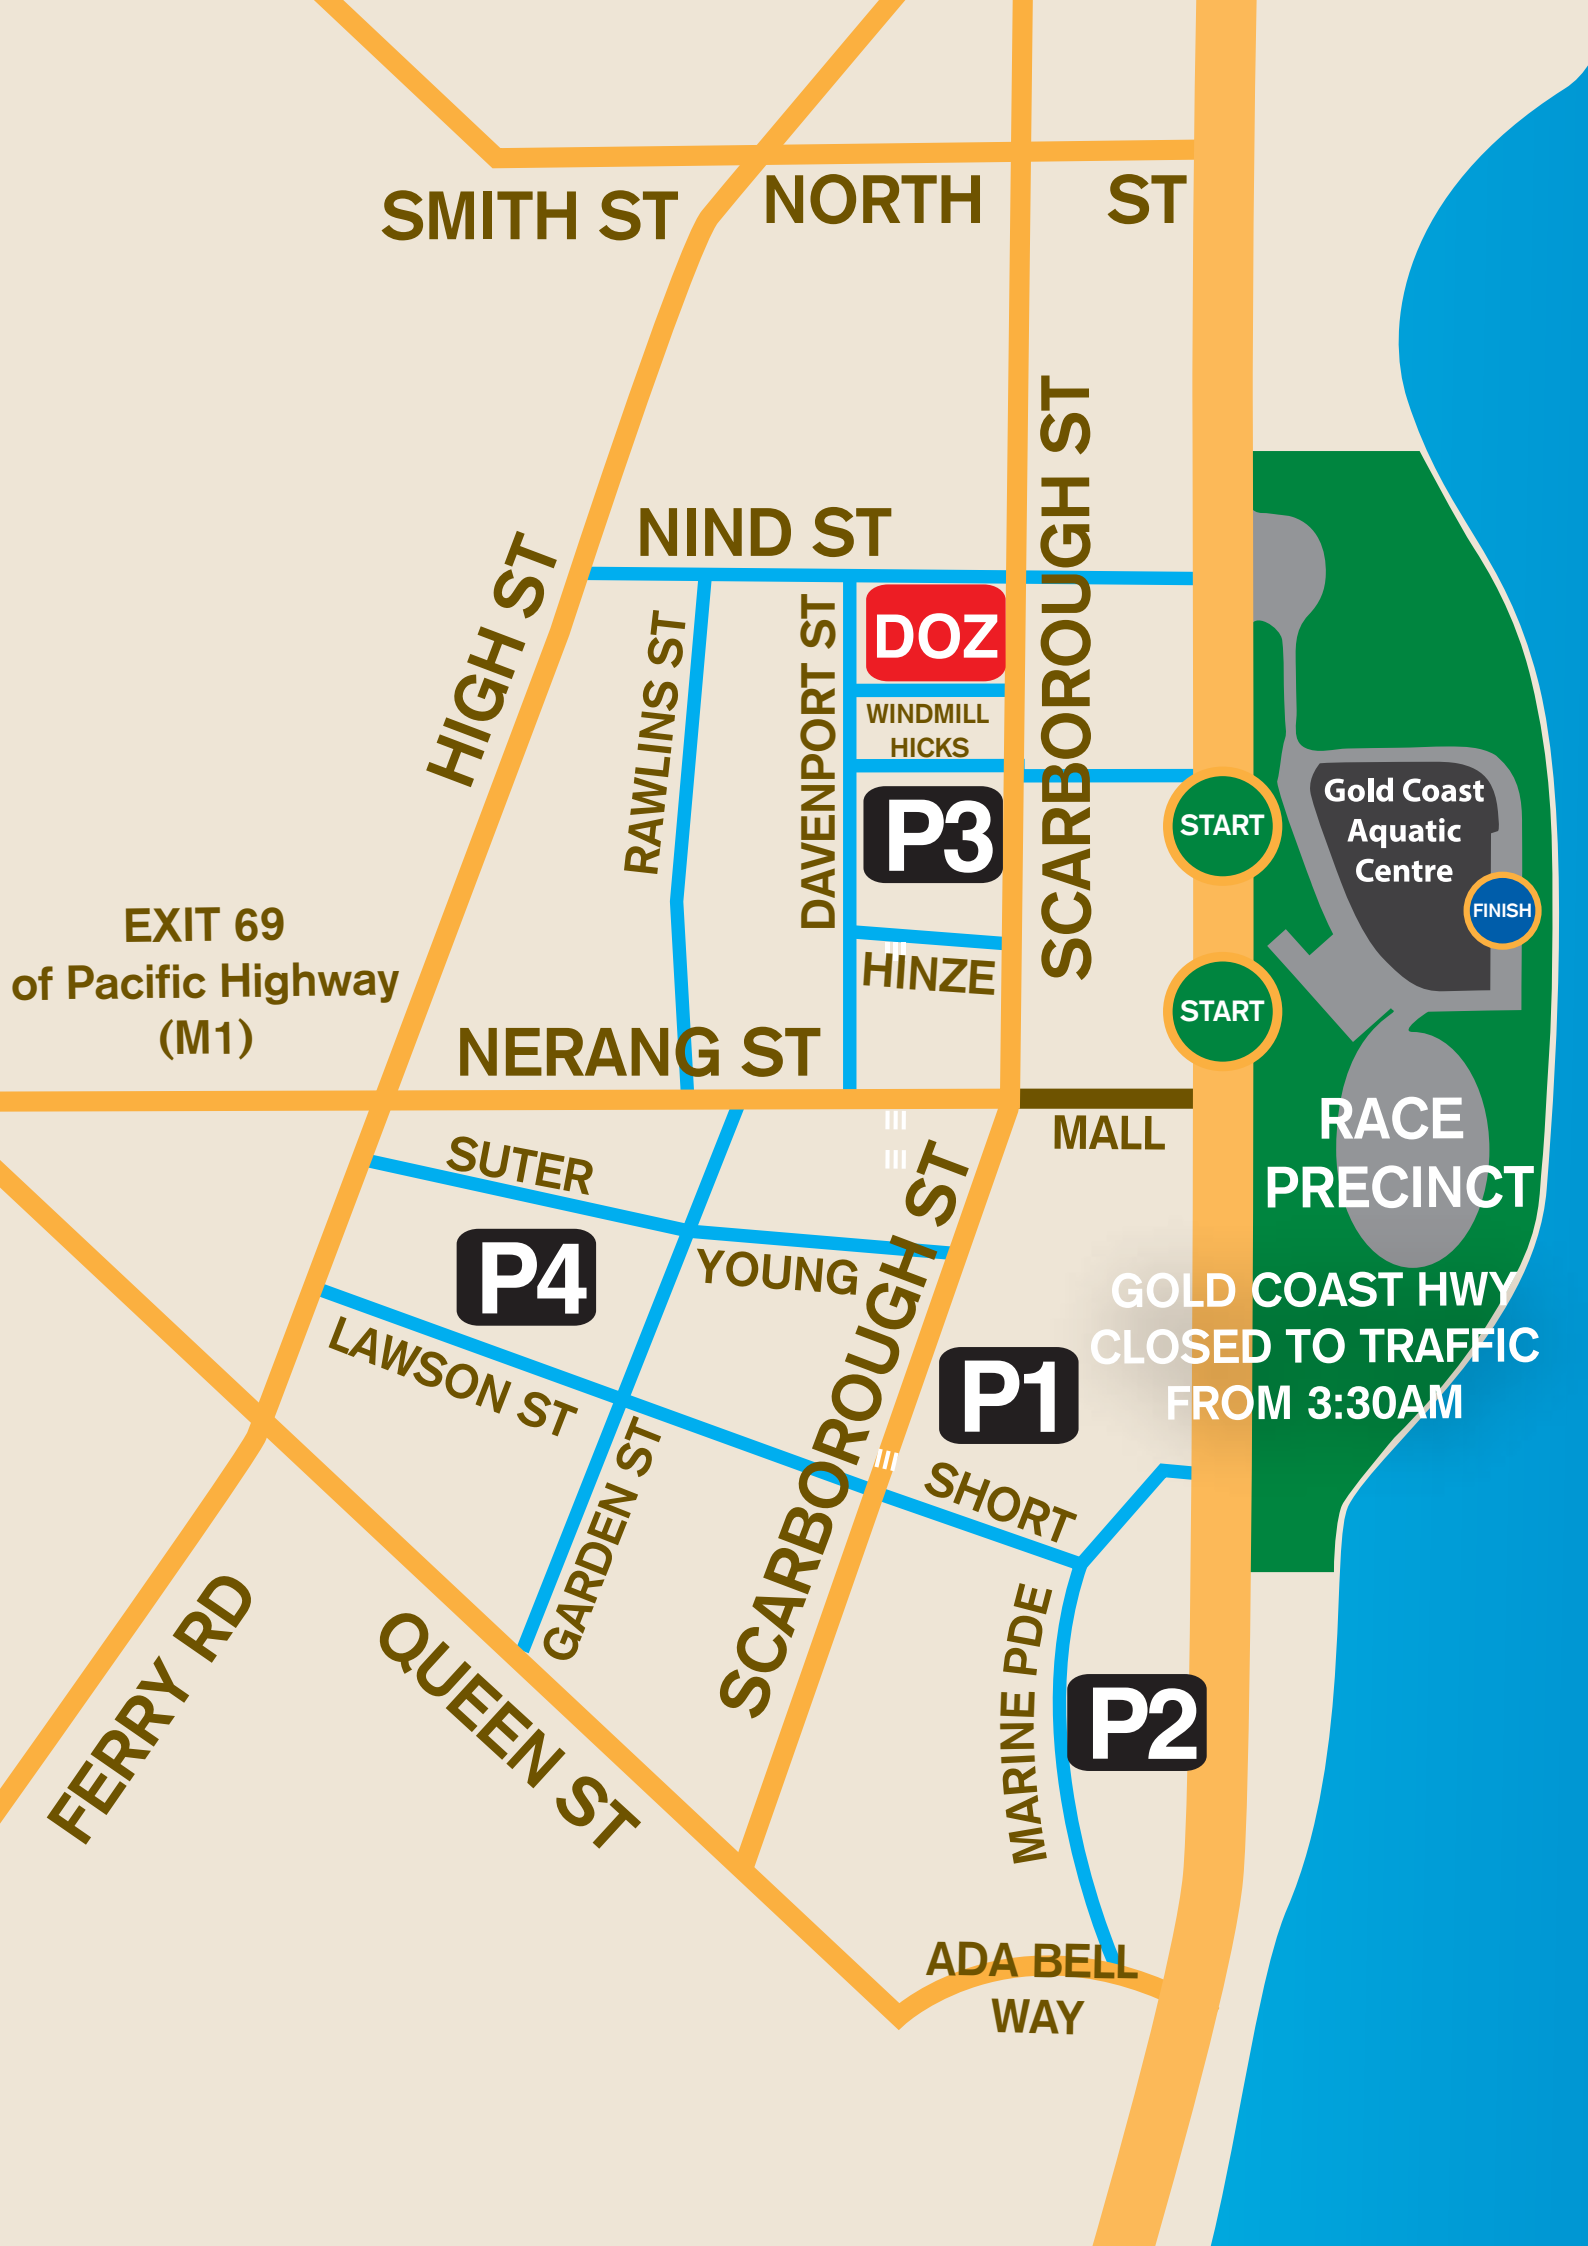 SMITH ST
NORTH ST
NIND ST
HIGH ST
RAWLINS ST
DAVENPORT ST
DOZ
SCARBOROUGH ST
WINDMILL
HICKS
P3
START
Gold Coast
Aquatic
Centre
FINISH
EXIT 69
of Pacific Highway
(M1)
HINZE
START
NERANG ST
MALL
RACE
PRECINCT
SUTER
YOUNG
P4
SCARBOROUGH ST
GOLD COAST HWY
CLOSED TO TRAFFIC
FROM 3:30AM
LAWSON ST
P1
GARDEN ST
SHORT
FERRY RD
QUEEN ST
MARINE PDE
P2
ADA BELL
WAY